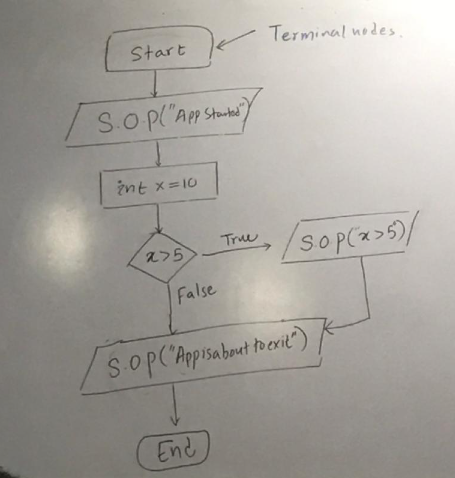 Start
Terminal nodes.
S.O.P("App Started")
int x=10
x>5
True
S.O.P(x>5)
False
S.O.P("App is about to exit")
End